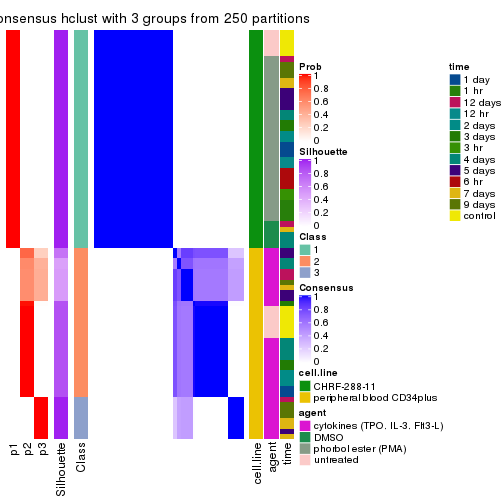 onsensus hclust with 3 groups from 250 partitions
Prob
1
0.8
0.6
0.4
0.2
0
Silhouette
1
0.8
0.6
0.4
0.2
0
Class
1
2
3
Consensus
1
0.8
0.6
0.4
0.2
0
cell.line
CHRF-288-11
peripheral blood CD34plus
agent
cytokines (TPO, IL-3, Flt3-L)
DMSO
phorbol ester (PMA)
untreated
time
1 day
1 hr
12 days
12 hr
2 days
3 days
3 hr
4 days
5 days
6 hr
7 days
9 days
control
p1
p2
p3
Silhouette
Class
cell.line
agent
time